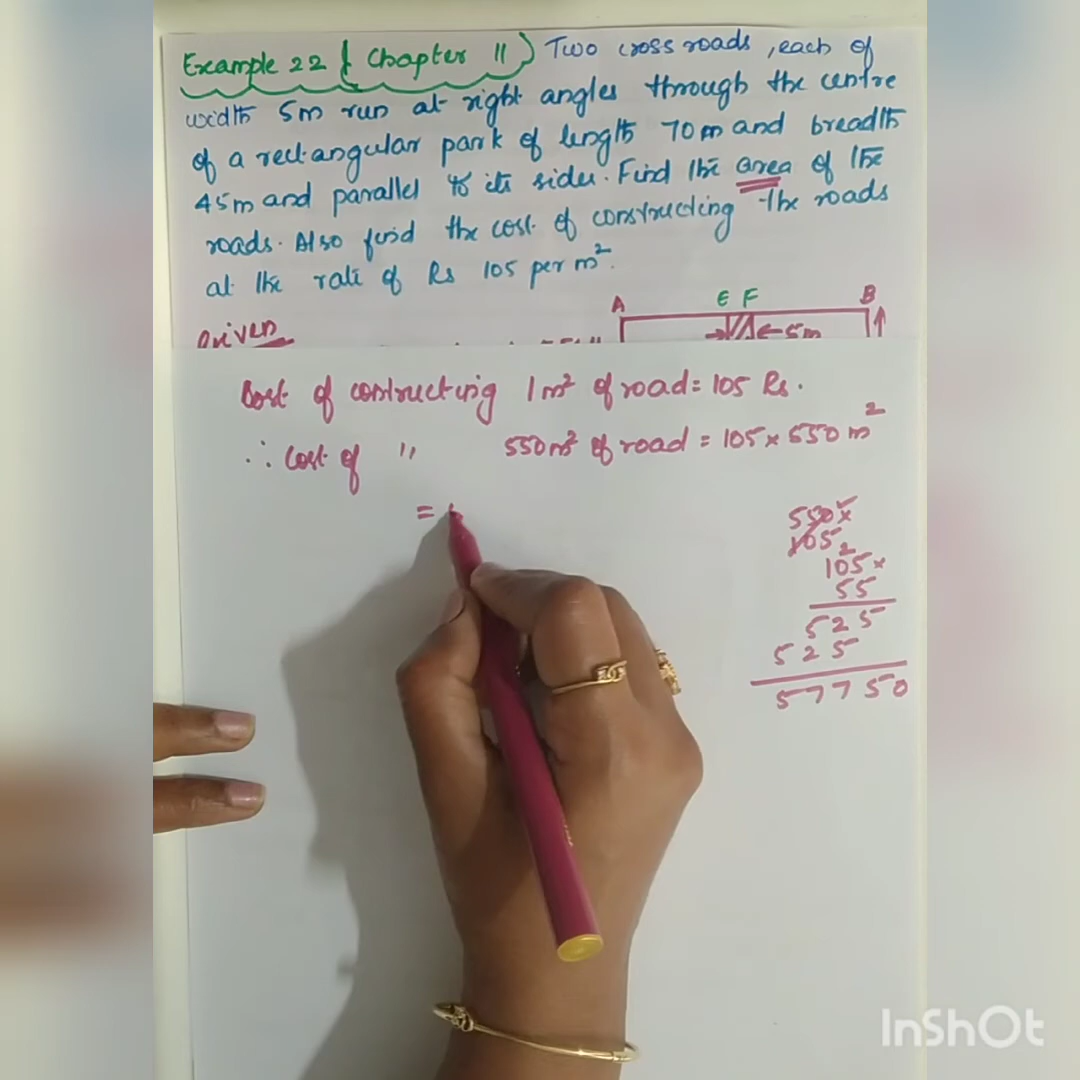 Example 22 ( Chapter 11 ) Two cross roads, each of
width 5m run at right angles through the centre
of a rectangular park of length 70m and breadth
45m and parallel to its sides. Find the area of the
roads. Also find the cost of constructing the roads
at the rate of Rs 105 per m²
Given
A E F B
5m
Cost of constructing 1m² of road = 105 Rs.
∴ Cost of " 550m² of road = 105 × 550 m²
=
550×
105
2
105×
55
525
525
57750
InShOt